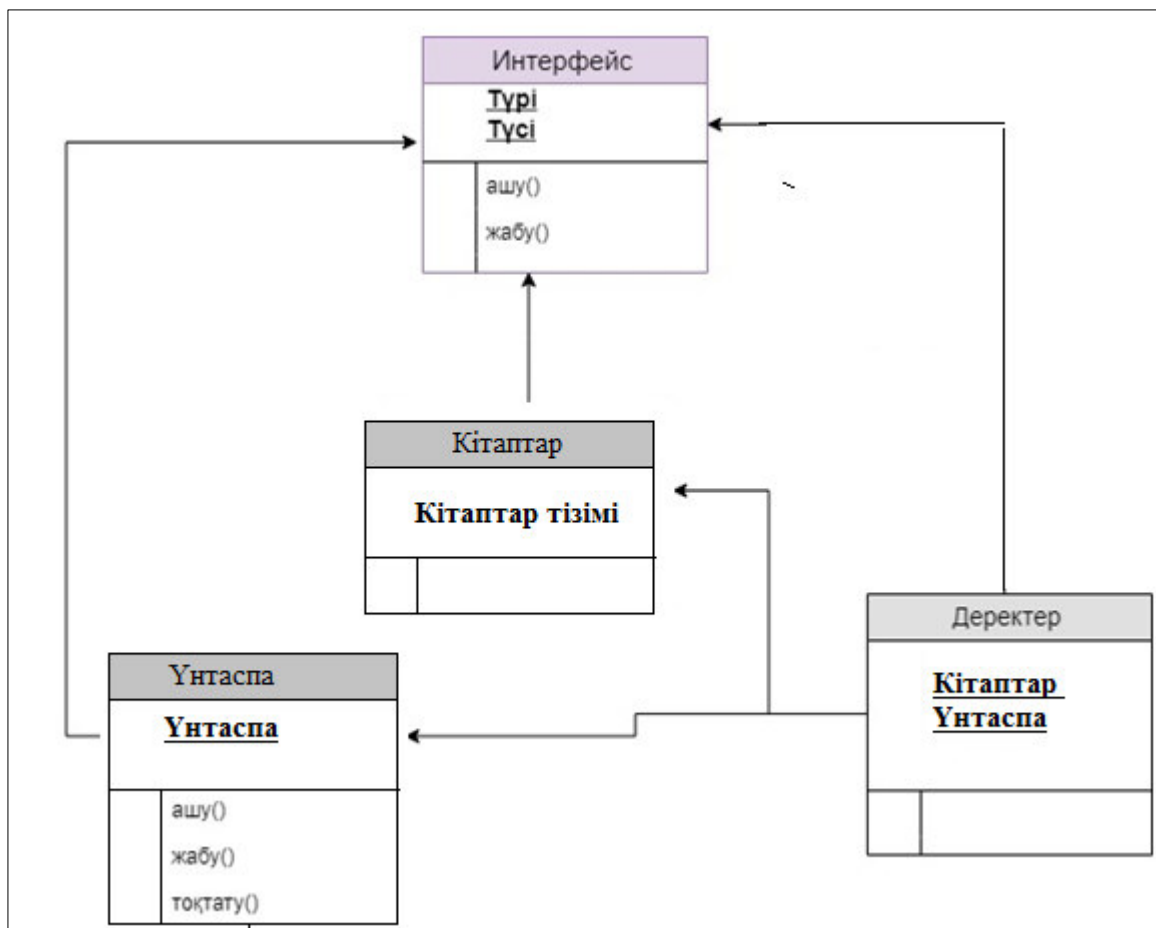 Интерфейс
Түрі
Түсі
ашу()
жабу()
Кітаптар
Кітаптар тізімі
Деректер
Кітаптар
Үнтаспа
Үнтаспа
Үнтаспа
ашу()
жабу()
тоқтату()